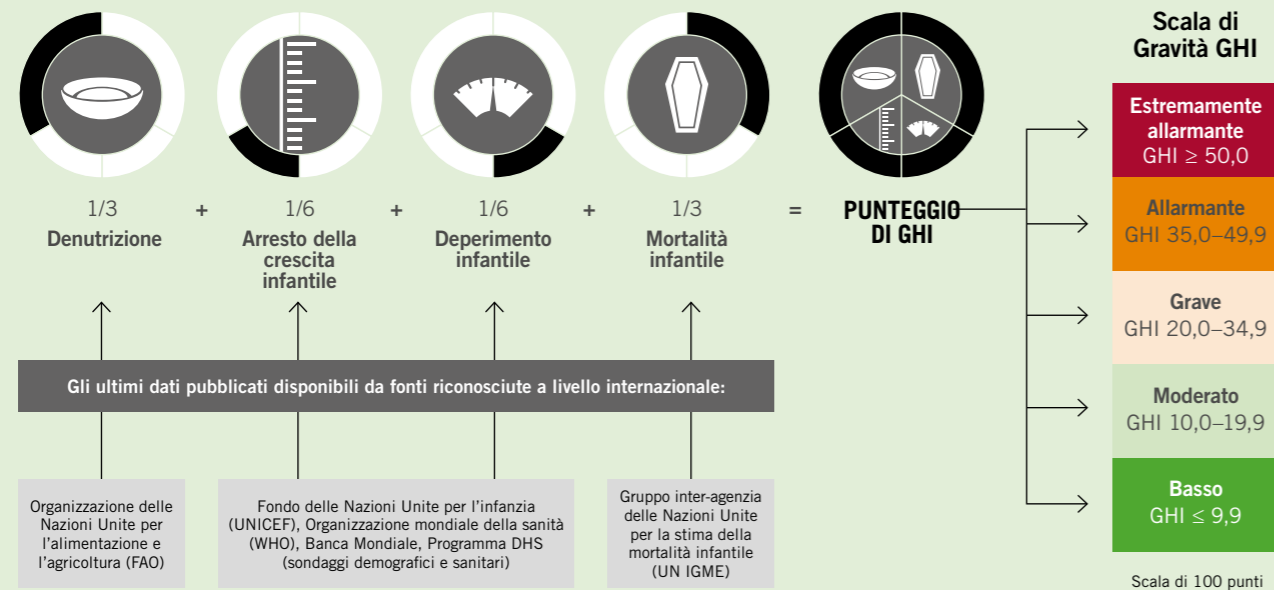 Scala di
Gravità GHI
1/3 + 1/6 + 1/6 + 1/3 =
Denutrizione
Arresto della
crescita
infantile
Deperimento
infantile
Mortalità
infantile
PUNTEGGIO
DI GHI
Estremamente
allarmante
GHI ≥ 50,0
Allarmante
GHI 35,0–49,9
Grave
GHI 20,0–34,9
Moderato
GHI 10,0–19,9
Basso
GHI ≤ 9,9
Scala di 100 punti
Gli ultimi dati pubblicati disponibili da fonti riconosciute a livello internazionale:
Organizzazione delle
Nazioni Unite per
l'alimentazione e
l'agricoltura (FAO)
Fondo delle Nazioni Unite per l'infanzia
(UNICEF), Organizzazione mondiale della sanità
(WHO), Banca Mondiale, Programma DHS
(sondaggi demografici e sanitari)
Gruppo inter-agenzia
delle Nazioni Unite
per la stima della
mortalità infantile
(UN IGME)